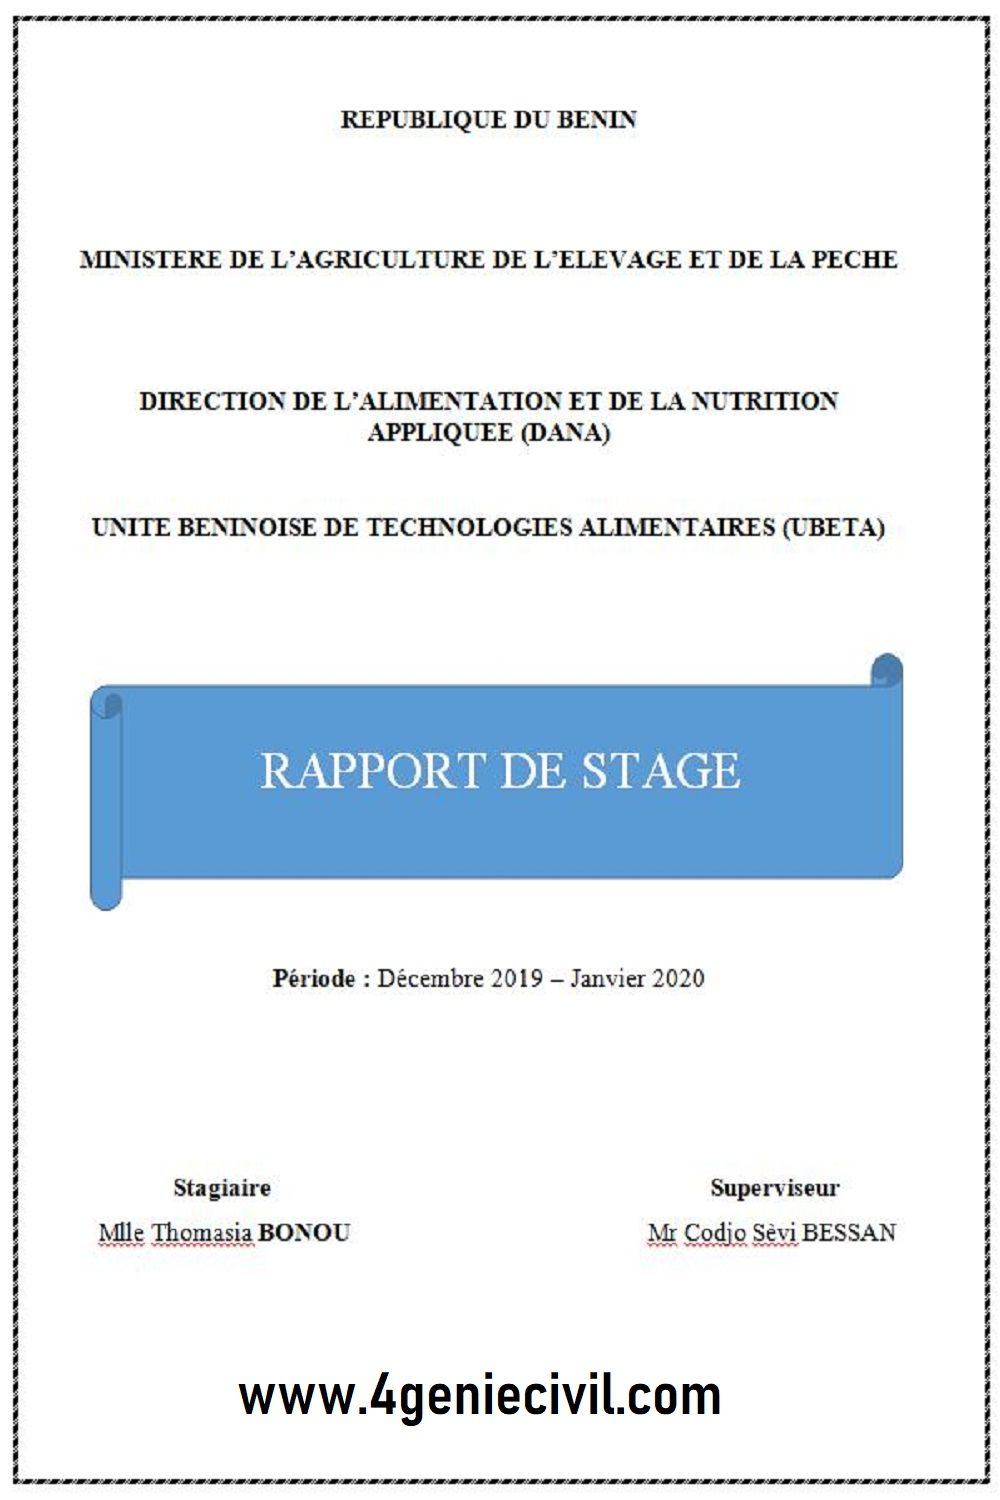 REPUBLIQUE DU BENIN
MINISTERE DE L’AGRICULTURE DE L’ELEVAGE ET DE LA PECHE
DIRECTION DE L’ALIMENTATION ET DE LA NUTRITION
APPLIQUEE (DANA)
UNITE BENINOISE DE TECHNOLOGIES ALIMENTAIRES (UBETA)
RAPPORT DE STAGE
Période : Décembre 2019 – Janvier 2020
Stagiaire Superviseur
Mlle Thomasia BONOU Mr Codjo Sèvi BESSAN
www.4geniecivil.com